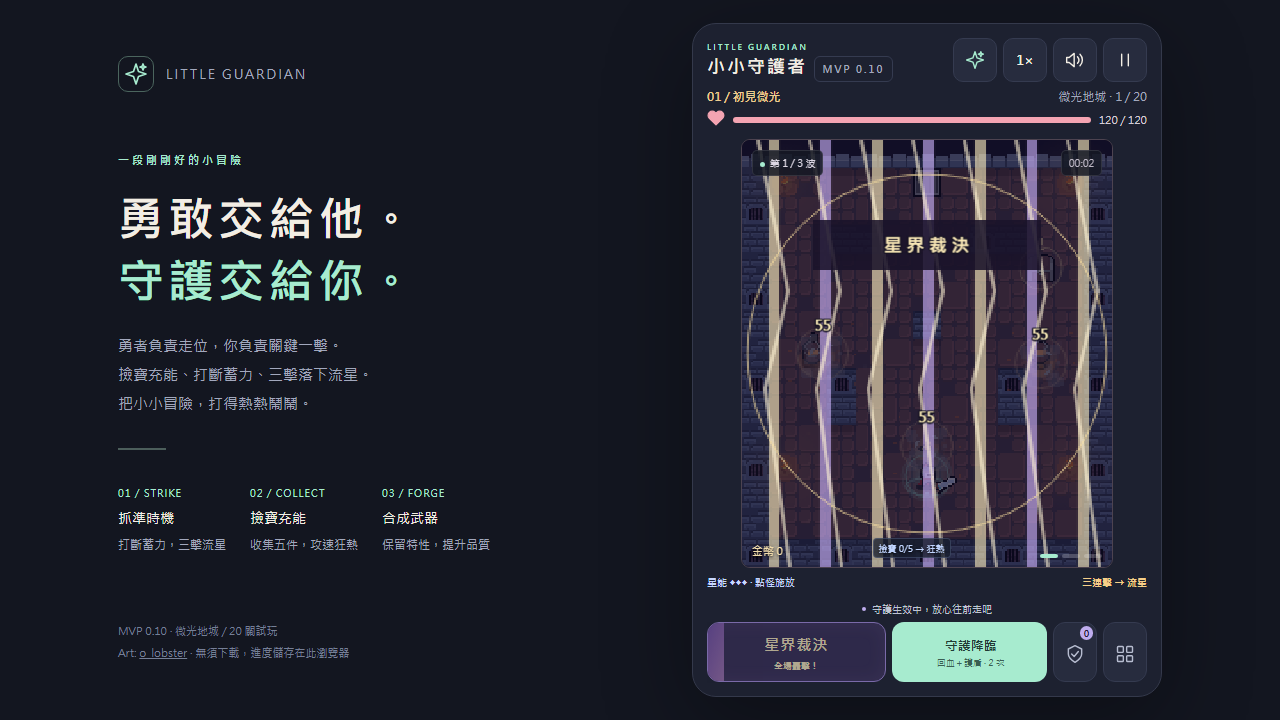 LITTLE GUARDIAN
一段剛剛好的小冒險
勇敢交給他。
守護交給你。
勇者負責走位，你負責關鍵一擊。
撿寶充能、打斷蓄力、三擊落下流星。
把小小冒險，打得熱熱鬧鬧。
01 / STRIKE
抓準時機
打斷蓄力，三擊流星
02 / COLLECT
撿寶充能
收集五件，攻速狂熱
03 / FORGE
合成武器
保留特性，提升品質
MVP 0.10 · 微光地城 / 20 關試玩
Art: o_lobster · 無須下載，進度儲存在此瀏覽器
LITTLE GUARDIAN
小小守護者
MVP 0.10
1×
01 / 初見微光
微光地城 · 1 / 20
120 / 120
第 1 / 3 波
00:02
星界裁決
55
55
55
金幣 0
撿寶 0/5 → 狂熱
星能 ◆◆◆ · 點怪施放
三連擊 → 流星
守護生效中，放心往前走吧
星界裁決
全場轟擊！
守護降臨
回血 + 護盾 · 2 次
0